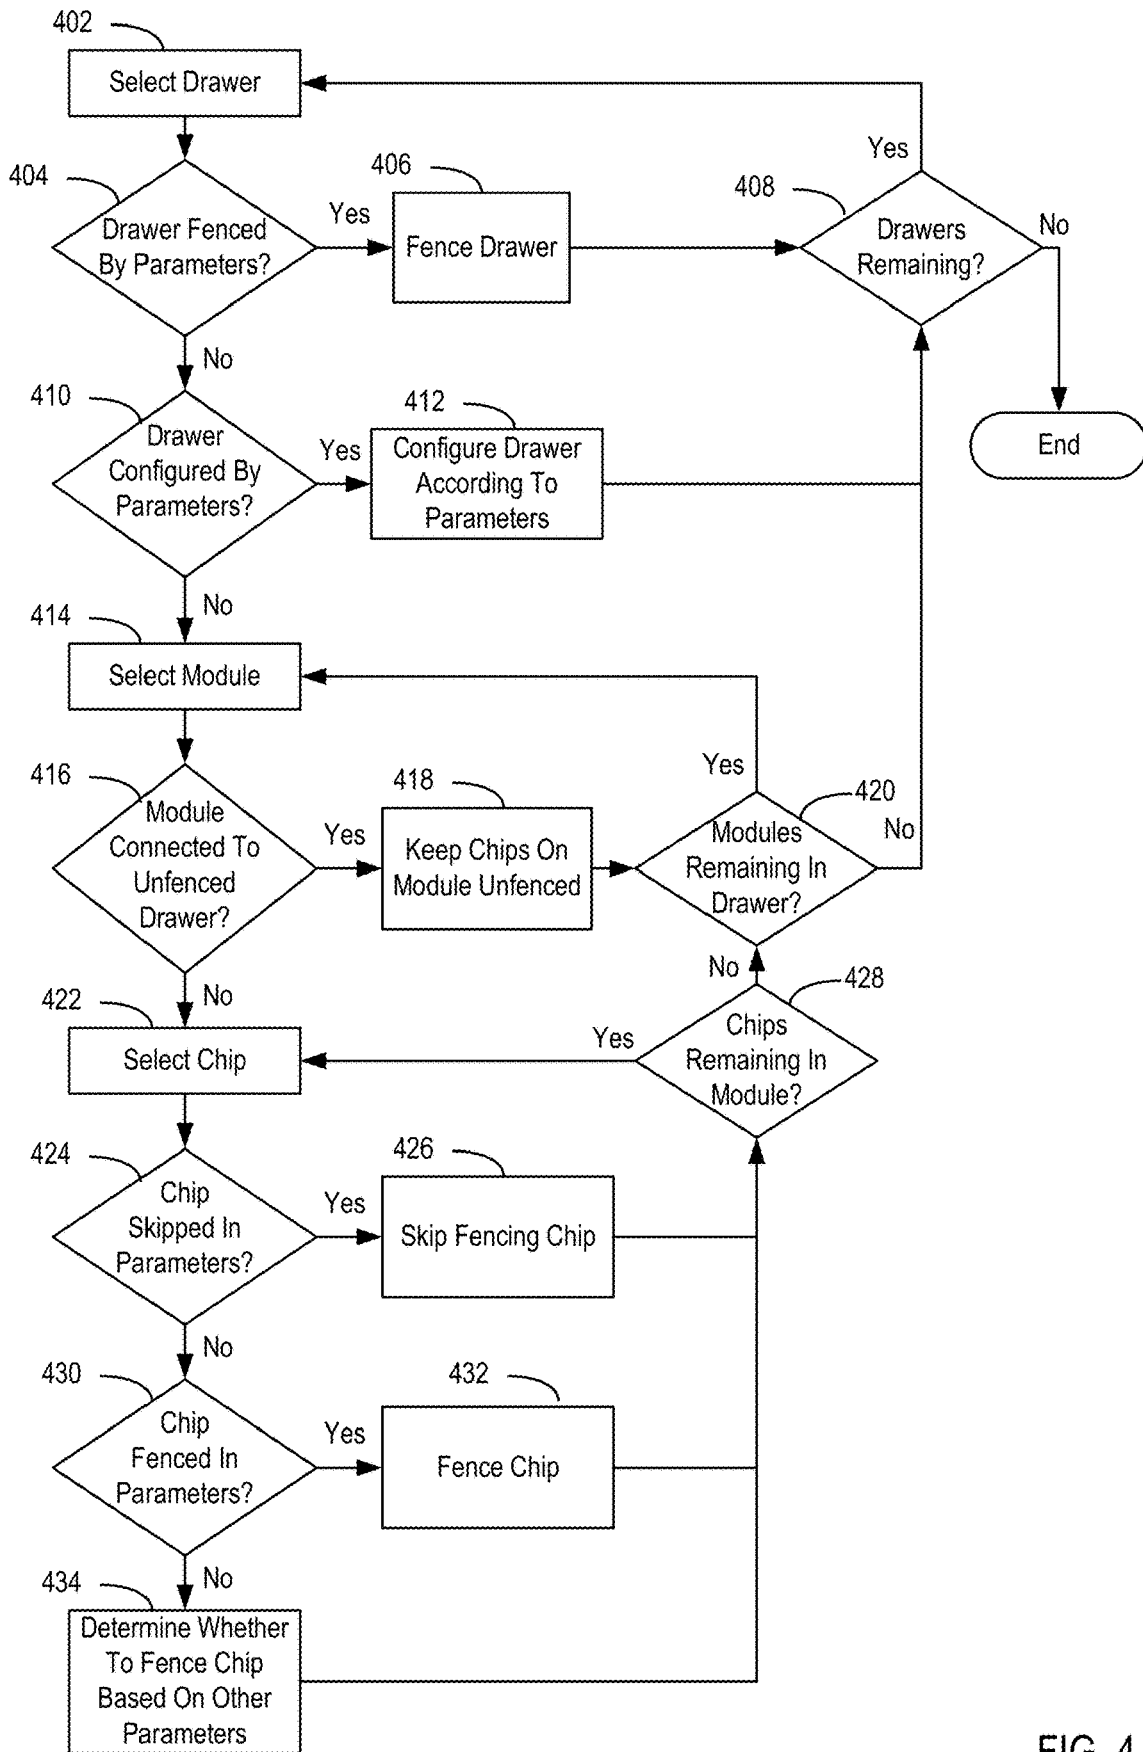 402
Select Drawer
404
Drawer Fenced
By Parameters?
Yes
406
Fence Drawer
408
Drawers
Remaining?
Yes
No
End
No
410
Drawer
Configured By
Parameters?
Yes
412
Configure Drawer
According To
Parameters
No
414
Select Module
416
Module
Connected To
Unfenced
Drawer?
Yes
418
Keep Chips On
Module Unfenced
Yes
420
Modules
Remaining In
Drawer?
No
No
422
Select Chip
Yes
No
428
Chips
Remaining In
Module?
424
Chip
Skipped In
Parameters?
Yes
426
Skip Fencing Chip
No
430
Chip
Fenced In
Parameters?
Yes
432
Fence Chip
No
434
Determine Whether
To Fence Chip
Based On Other
Parameters
FIG. 4